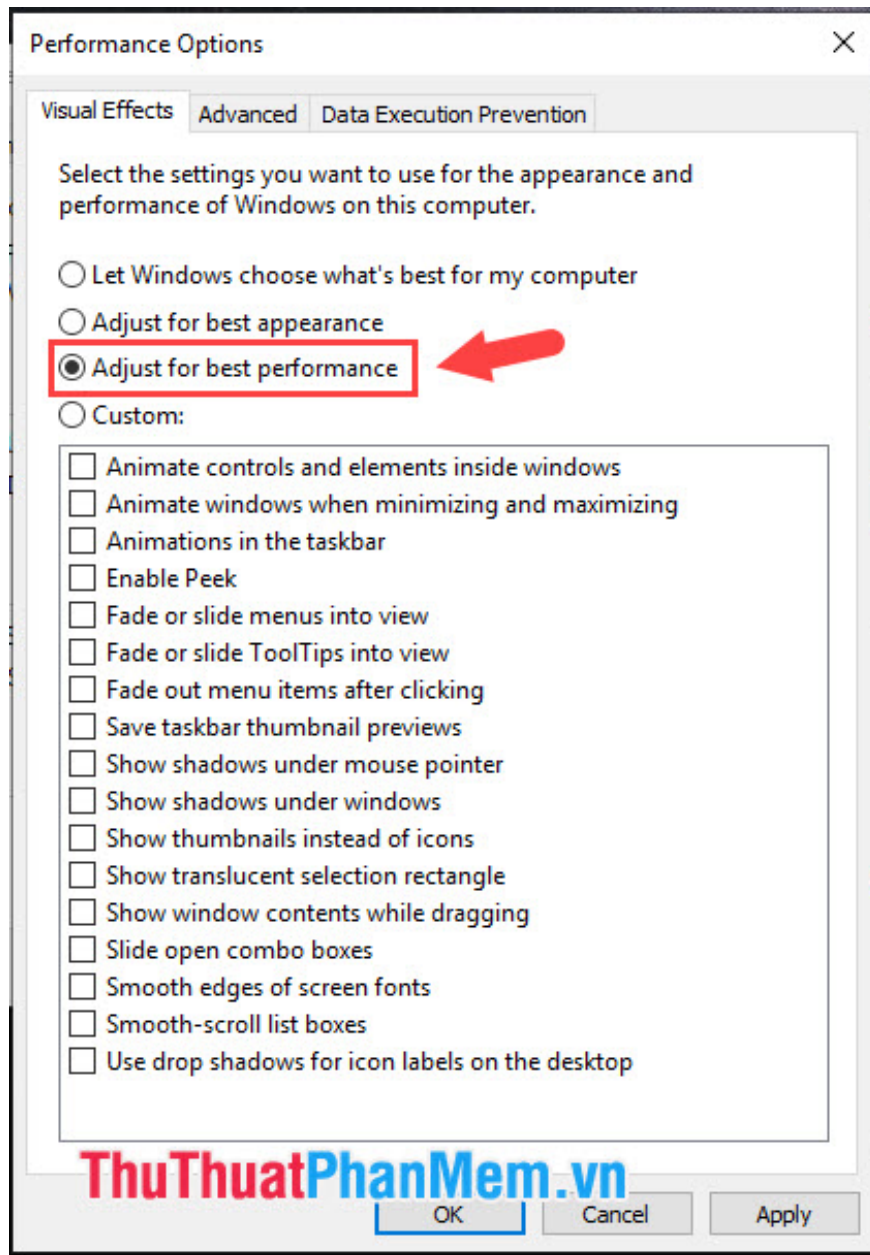 Performance Options
Visual Effects
Advanced
Data Execution Prevention
Select the settings you want to use for the appearance and
performance of Windows on this computer.
Let Windows choose what's best for my computer
Adjust for best appearance
Adjust for best performance
Custom:
Animate controls and elements inside windows
Animate windows when minimizing and maximizing
Animations in the taskbar
Enable Peek
Fade or slide menus into view
Fade or slide ToolTips into view
Fade out menu items after clicking
Save taskbar thumbnail previews
Show shadows under mouse pointer
Show shadows under windows
Show thumbnails instead of icons
Show translucent selection rectangle
Show window contents while dragging
Slide open combo boxes
Smooth edges of screen fonts
Smooth-scroll list boxes
Use drop shadows for icon labels on the desktop
ThuThuatPhanMem.vn
OK
Cancel
Apply